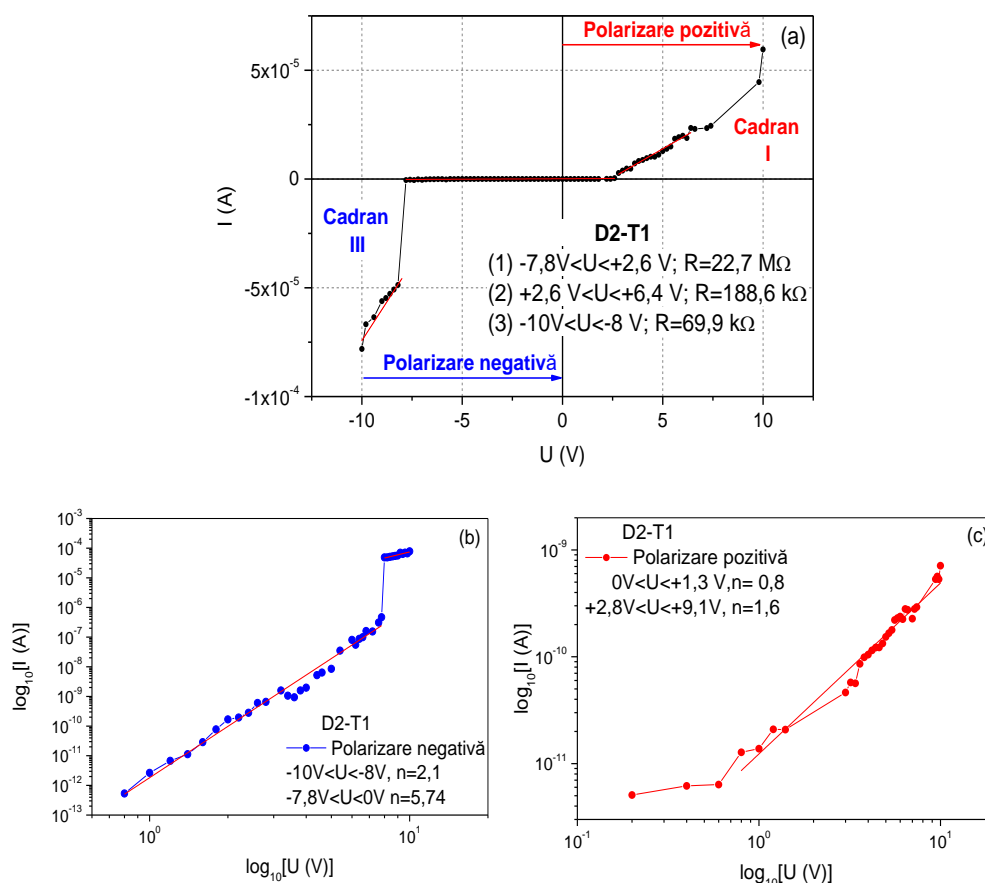 Polarizare pozitivă
(a)
5x10-5
Cadran
I
0
I (A)
Cadran
III
D2-T1
(1) -7,8V<U<+2,6 V; R=22,7 MΩ
-5x10-5
(2) +2,6 V<U<+6,4 V; R=188,6 kΩ
(3) -10V<U<-8 V; R=69,9 kΩ
Polarizare negativă
-1x10-4
-10 -5 0 5 10
U (V)
10-3
(b)
10-4
10-5
10-6
10-7
10-8
10-9
10-10
10-11
10-12
10-13
log10[I (A)]
D2-T1
Polarizare negativă
-10V<U<-8V, n=2,1
-7,8V<U<0V n=5,74
100 101
log10[U (V)]
D2-T1
(c)
Polarizare pozitivă
0V<U<+1,3 V,n= 0,8
+2,8V<U<+9,1V, n=1,6
10-9
10-10
10-11
log10[I (A)]
10-1 100 101
log10[U (V)]